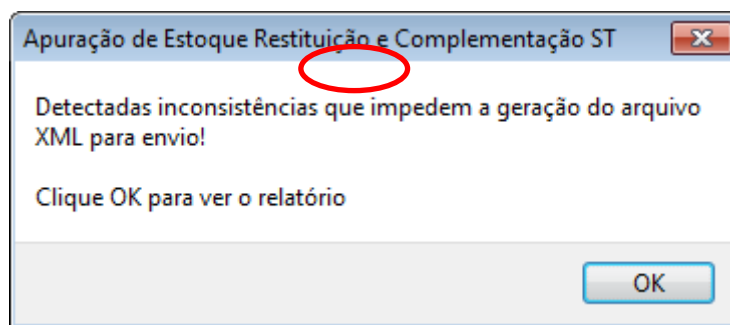 Apuração de Estoque Restituição e Complementação ST
Detectadas inconsistências que impedem a geração do arquivo
XML para envio!
Clique OK para ver o relatório
OK